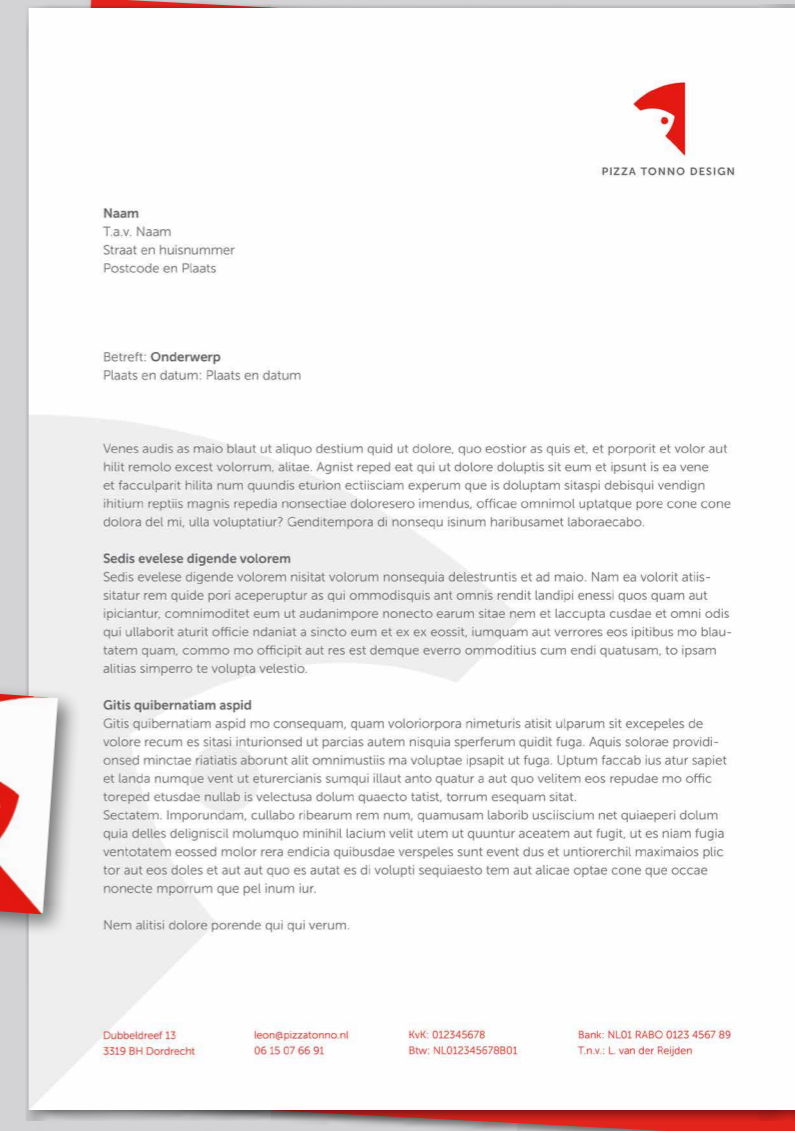 PIZZA TONNO DESIGN
Naam
T.a.v. Naam
Straat en huisnummer
Postcode en Plaats
Betreft: Onderwerp
Plaats en datum: Plaats en datum
Venes audis as maio blaut ut aliquo destium quid ut dolore, quo eostior as quis et, et porporit et volor aut
hilit remolo excest volorrum, alitae. Agnist reped eat qui ut dolore doluptis sit eum et ipsunt is ea vene
et facculparit hilita num quundis eturion ectiisciam experum que is doluptam sitaspi debisqui vendign
ihitium reptiis magnis repedia nonsectiae doloresero imendus, officae omnimol uptatque pore cone cone
dolora del mi, ulla voluptatiur? Genditempora di nonsequ isinum haribusamet laboraecabo.
Sedis evelese digende volorem
Sedis evelese digende volorem nisitat volorum nonsequia delestruntis et ad maio. Nam ea volorit atiis-
sitatur rem quide pori aceperuptur as qui ommodisquis ant omnis rendit landipi enessi quos quam aut
ipiciantur, comnimoditet eum ut audanimpore nonecto earum sitae nem et laccupta cusdae et omni odis
qui ullaborit aturit officie ndaniat a sincto eum et ex ex eossit, iumquam aut verrores eos ipitibus mo blau-
tatem quam, commo mo officipit aut res est demque everro ommoditius cum endi quatusam, to ipsam
alitias simperro te volupta velestio.
Gitis quibernatiam aspid
Gitis quibernatiam aspid mo consequam, quam voloriorpora nimeturis atisit ulparum sit excepeles de
volore recum es sitasi inturionsed ut parcias autem nisquia sperferum quidit fuga. Aquis solorae providi-
onsed minctae riatiatis aborunt alit omnimustiis ma voluptae ipsapit ut fuga. Uptum faccab ius atur sapiet
et landa numque vent ut eturercianis sumqui illaut anto quatur a aut quo velitem eos repudae mo offic
toreped etusdae nullab is velectusa dolum quaecto tatist, torrum esequam sitat.
Sectatem. Imporundam, cullabo ribearum rem num, quamusam laborib usciiscium net quiaeperi dolum
quia delles deligniscil molumquo minihil lacium velit utem ut quuntur aceatem aut fugit, ut es niam fugia
ventotatem eossed molor rera endicia quibusdae verspeles sunt event dus et untiorerchil maximaios plic
tor aut eos doles et aut aut quo es autat es di volupti sequiaesto tem aut alicae optae cone que occae
nonecte mporrum que pel inum iur.
Nem alitisi dolore porende qui qui verum.
Dubbeldreef 13 leon@pizzatonno.nl KvK: 012345678 Bank: NL01 RABO 0123 4567 89
3319 BH Dordrecht 06 15 07 66 91 Btw: NL012345678B01 T.n.v.: L. van der Reijden